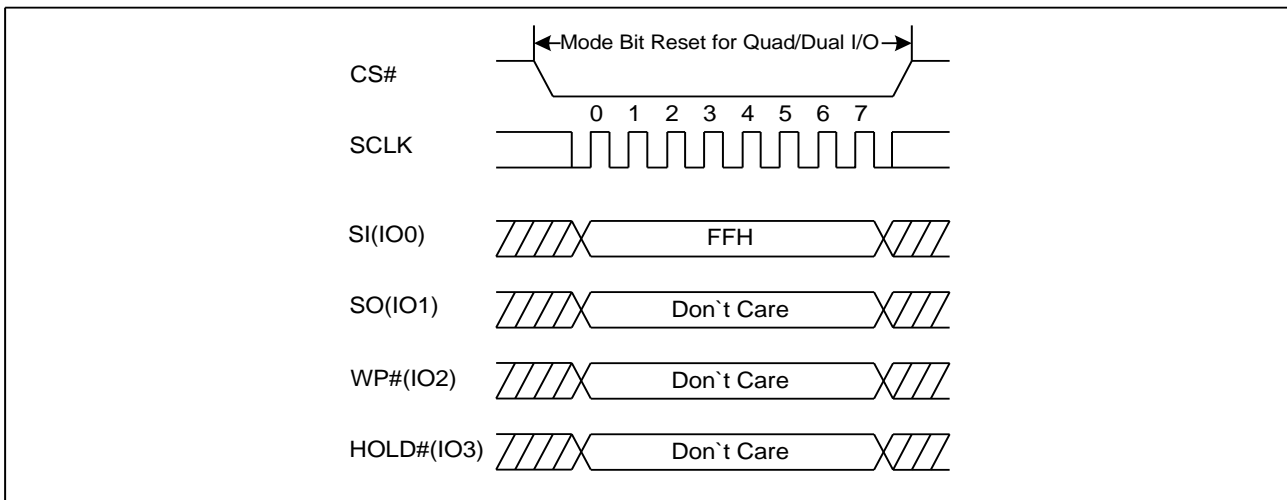 Mode Bit Reset for Quad/Dual I/O
CS#
0 1 2 3 4 5 6 7
SCLK
SI(IO0) FFH
SO(IO1) Don`t Care
WP#(IO2) Don`t Care
HOLD#(IO3) Don`t Care